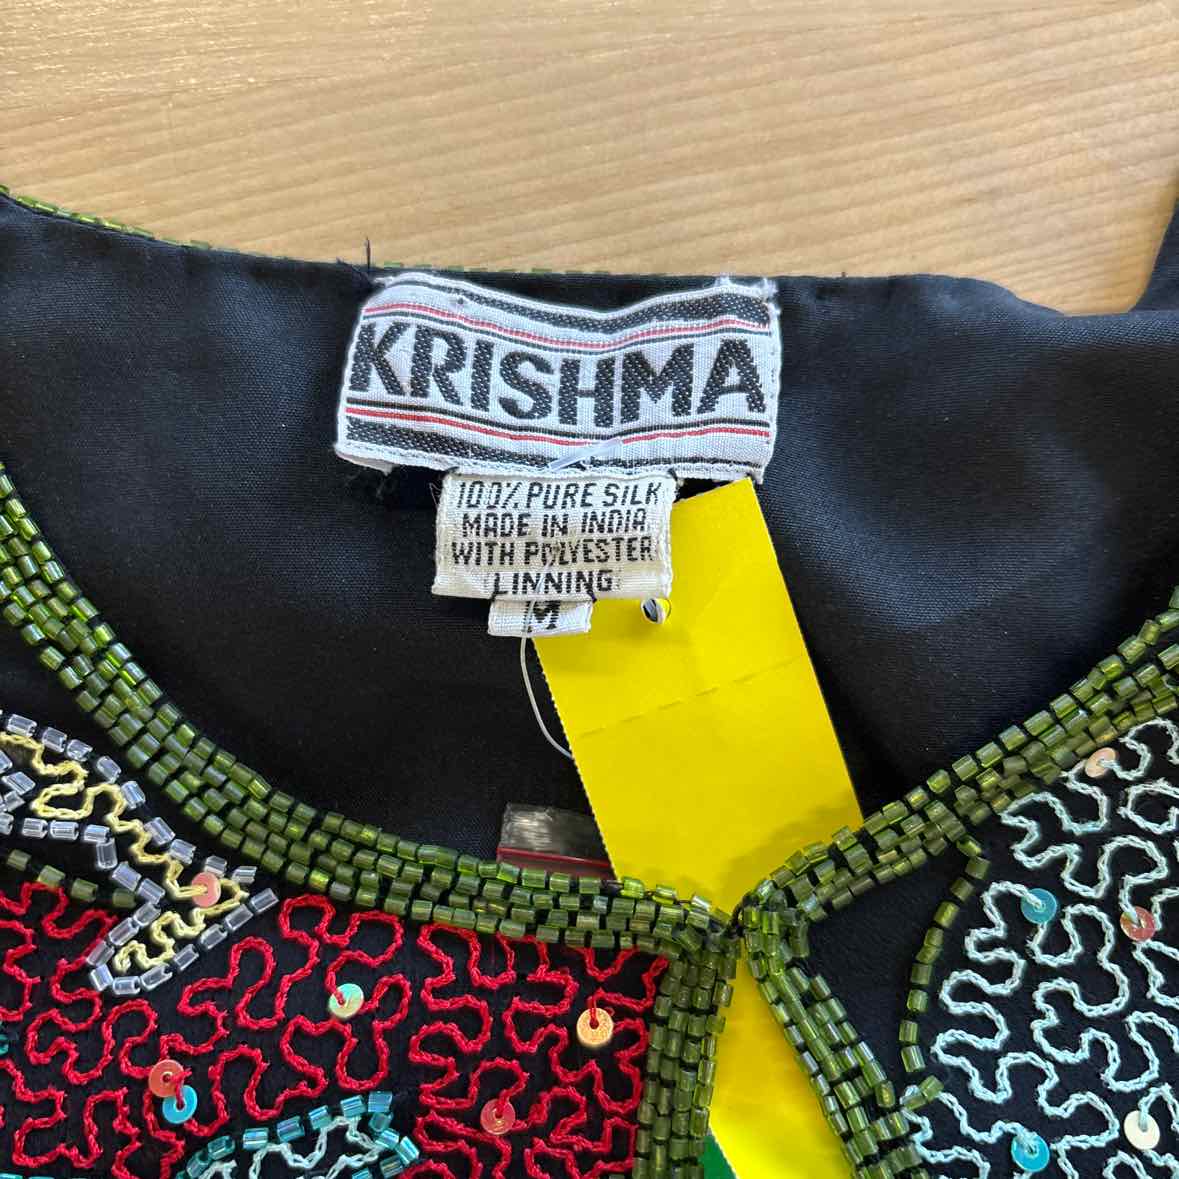 KRISHMA
100% PURE SILK
MADE IN INDIA
WITH POLYESTER
LINNING
M